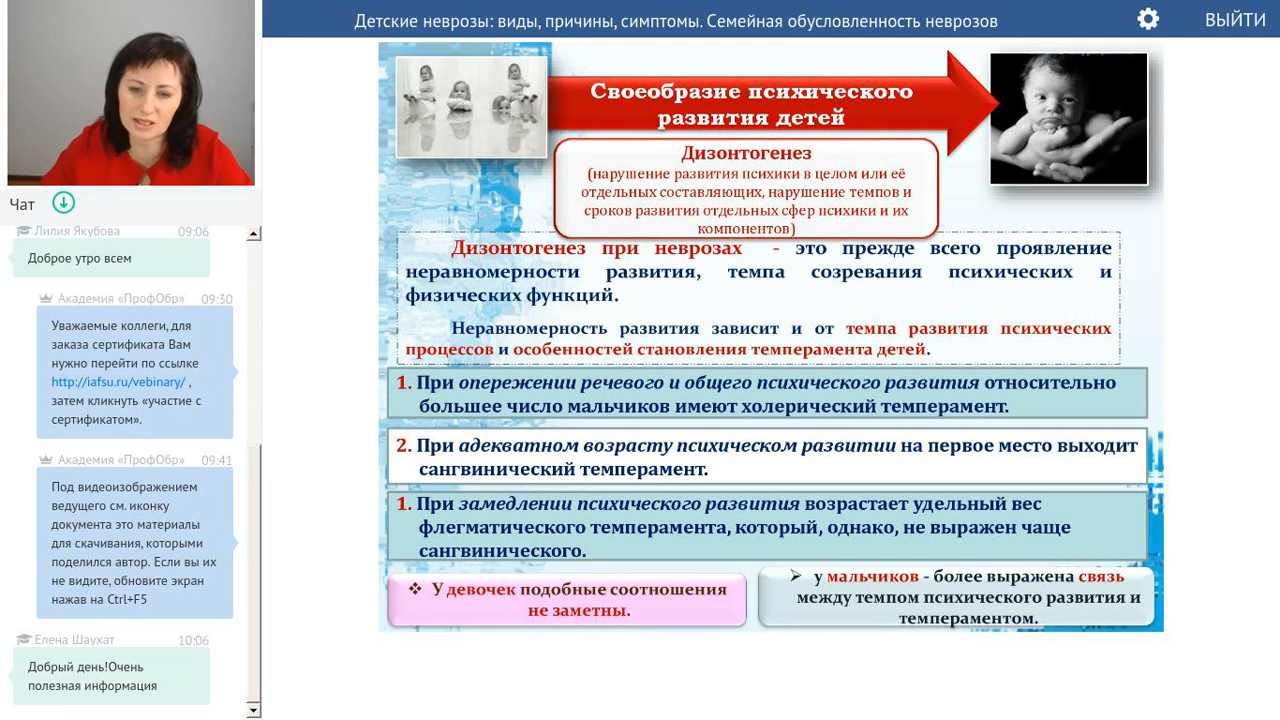 Детские неврозы: виды, причины, симптомы. Семейная обусловленность неврозов
ВЫЙТИ
Чат
Лилия Якубова 09:06
Доброе утро всем
Академия «ПрофОбр» 09:30
Уважаемые коллеги, для
заказа сертификата Вам
нужно перейти по ссылке
http://iafsu.ru/vebinary/ ,
затем кликнуть «участие с
сертификатом».
Академия «ПрофОбр» 09:41
Под видеоизображением
ведущего см. иконку
документа это материалы
для скачивания, которыми
поделился автор. Если вы их
не видите, обновите экран
нажав на Ctrl+F5
Елена Шаухат 10:06
Добрый день!Очень
полезная информация
Своеобразие психического
развития детей
Дизонтогенез
(нарушение развития психики в целом или её
отдельных составляющих, нарушение темпов и
сроков развития отдельных сфер психики и их
компонентов)
Дизонтогенез при неврозах - это прежде всего проявление
неравномерности развития, темпа созревания психических и
физических функций.
Неравномерность развития зависит и от темпа развития психических
процессов и особенностей становления темперамента детей.
1. При опережении речевого и общего психического развития относительно
большее число мальчиков имеют холерический темперамент.
2. При адекватном возрасту психическом развитии на первое место выходит
сангвинический темперамент.
1. При замедлении психического развития возрастает удельный вес
флегматического темперамента, который, однако, не выражен чаще
сангвинического.
❖ У девочек подобные соотношения
не заметны.
➢ у мальчиков - более выражена связь
между темпом психического развития и
темпераментом.